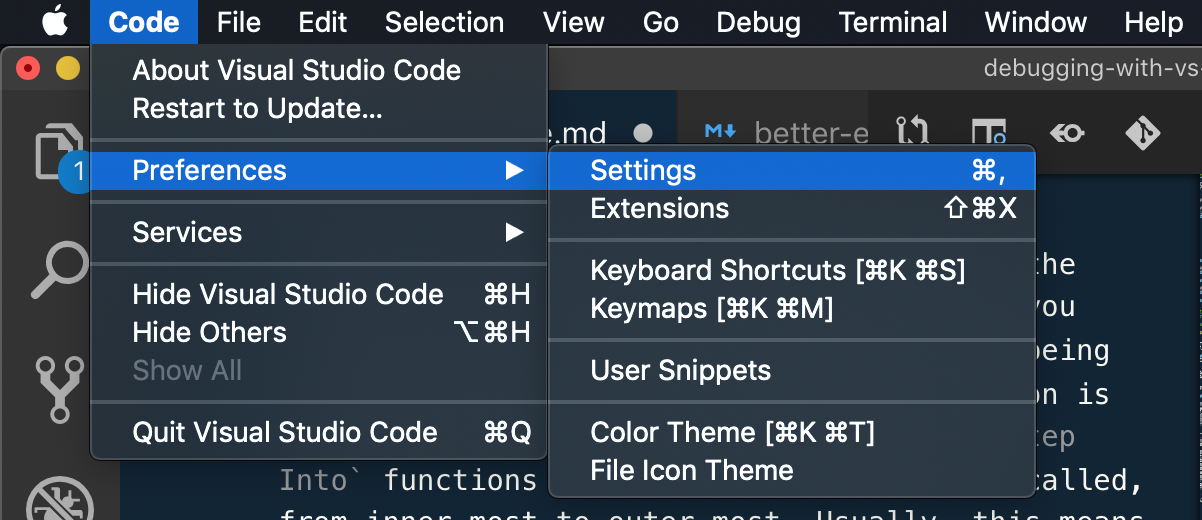 Code File Edit Selection View Go Debug Terminal Window Help
debugging-with-vs-
About Visual Studio Code
Restart to Update...
e.md
better-e
1
Preferences
Services
Hide Visual Studio Code ⌘H
Hide Others ⌥⌘H
Show All
Quit Visual Studio Code ⌘Q
Settings ⌘,
Extensions ⇧⌘X
Keyboard Shortcuts [⌘K ⌘S]
Keymaps [⌘K ⌘M]
User Snippets
Color Theme [⌘K ⌘T]
File Icon Theme
the
you
being
on is
tep
Into` functions
called,
from inner most to outer most. Usually, this means